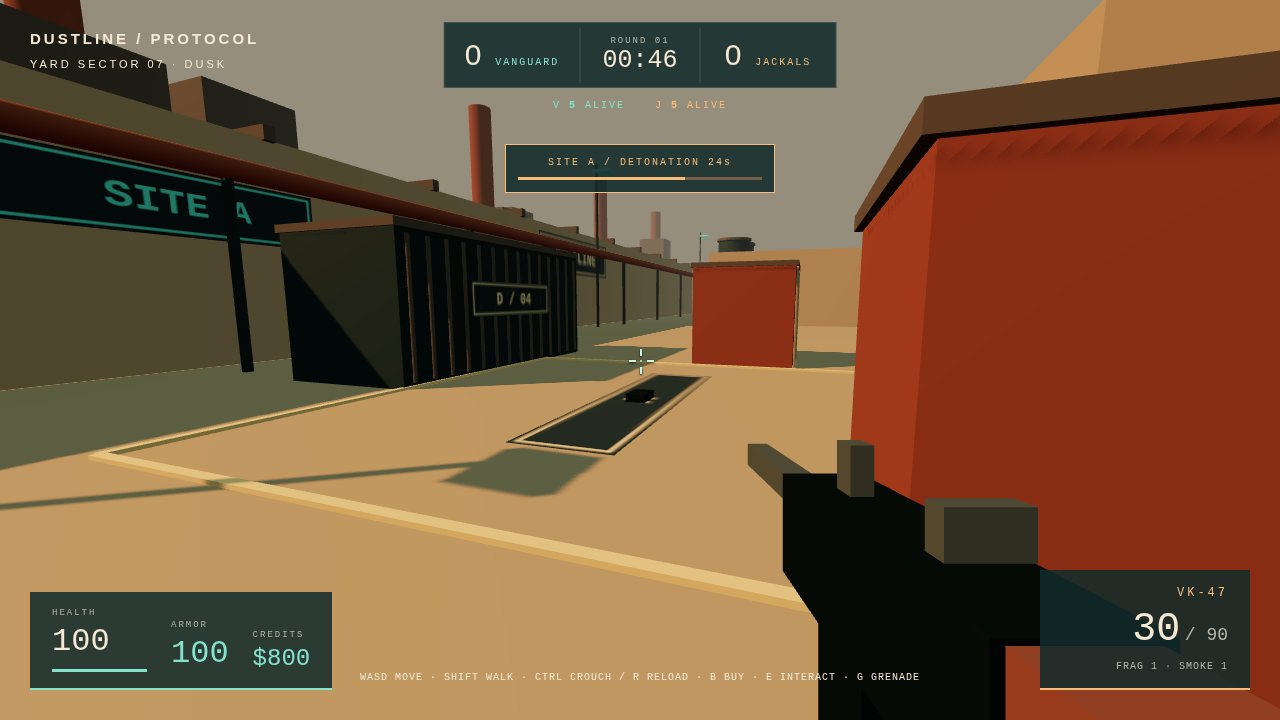 DUSTLINE / PROTOCOL
YARD SECTOR 07 · DUSK
0 VANGUARD
ROUND 01
00:46
0 JACKALS
V 5 ALIVE J 5 ALIVE
SITE A / DETONATION 24s
SITE A
LINE
D / 04
HEALTH
100
ARMOR
100
CREDITS
$800
WASD MOVE · SHIFT WALK · CTRL CROUCH / R RELOAD · B BUY · E INTERACT · G GRENADE
VK-47
30 / 90
FRAG 1 · SMOKE 1